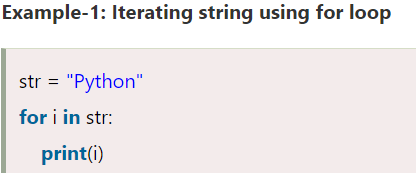 Example-1: Iterating string using for loop
str = "Python"
for i in str:
    print(i)